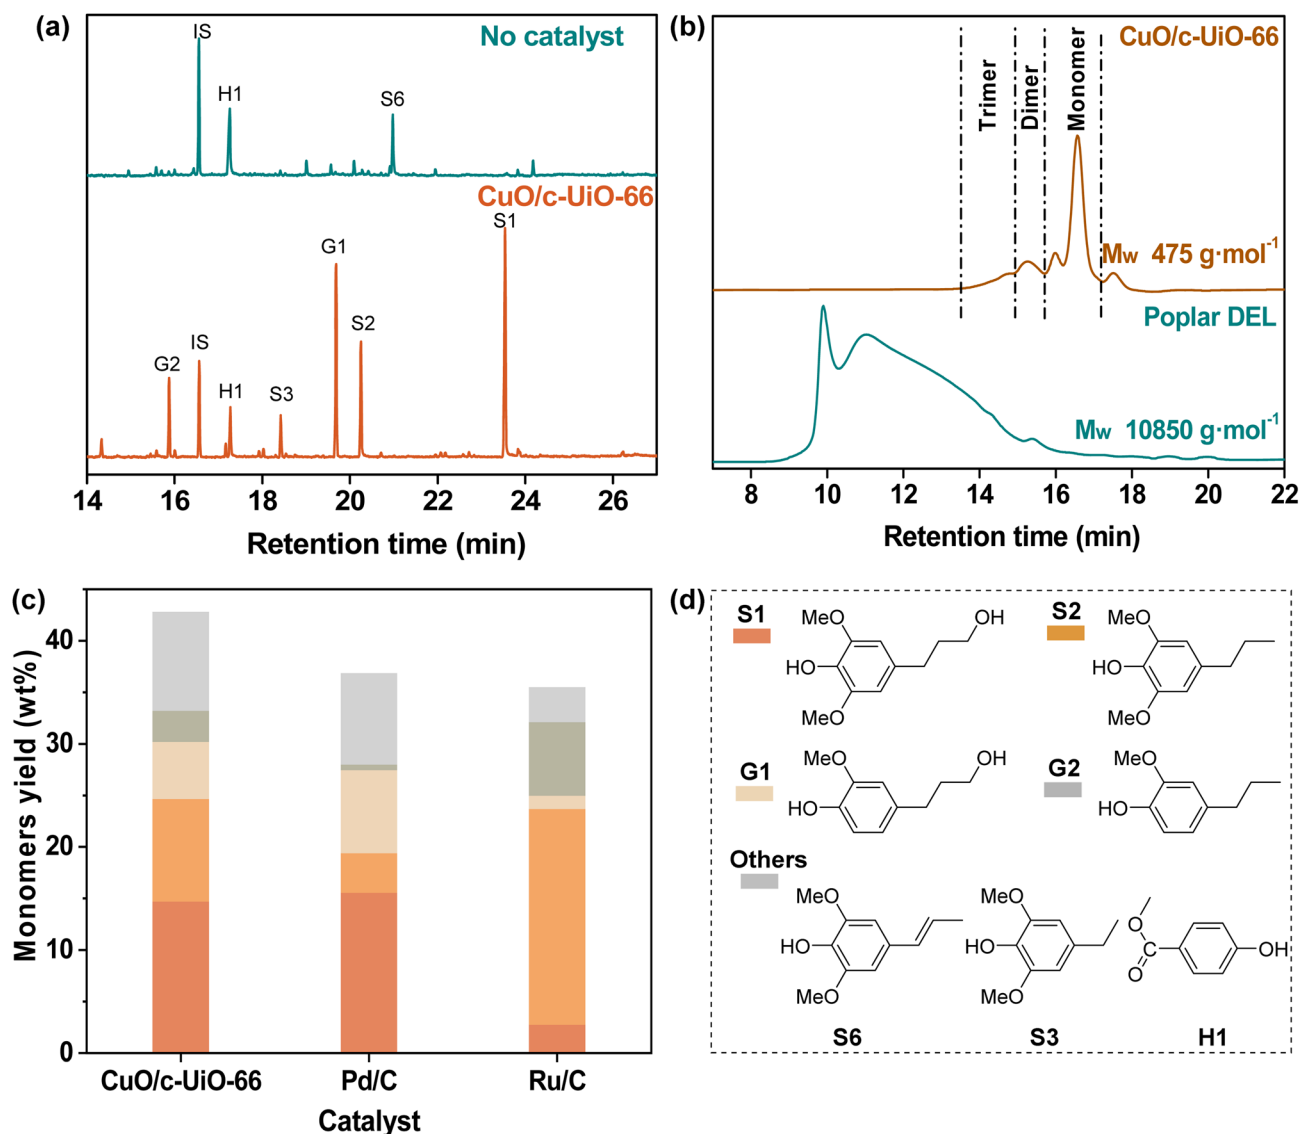 (a)
No catalyst
IS
H1
S6
CuO/c-UiO-66
G2
IS
H1
S3
G1
S2
S1
14 16 18 20 22 24 26
Retention time (min)
(b)
CuO/c-UiO-66
Trimer
Dimer
Monomer
Mw 475 g·mol-1
Poplar DEL
Mw 10850 g·mol-1
8 10 12 14 16 18 20 22
Retention time (min)
(c)
Monomers yield (wt%)
40
30
20
10
0
CuO/c-UiO-66 Pd/C Ru/C
Catalyst
(d)
S1
MeO
HO
MeO
OH
S2
MeO
HO
MeO
G1
MeO
HO
OH
G2
MeO
HO
Others
MeO
HO
MeO
S6
MeO
HO
MeO
S3
O
O
OH
H1